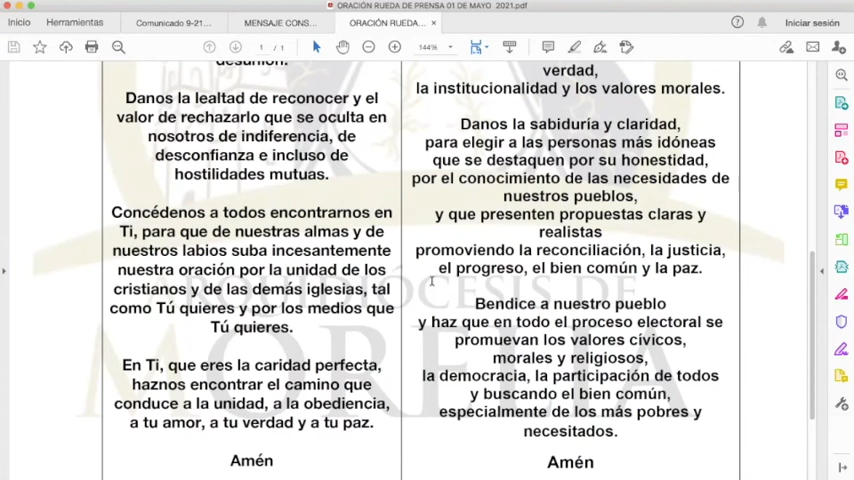 ORACIÓN RUEDA DE PRENSA 01 DE MAYO 2021.pdf
Inicio
Herramientas
Comunicado 9-21...
MENSAJE CONS...
ORACIÓN RUEDA... ×
Iniciar sesión
1 / 1
144%
desunión.
Danos la lealtad de reconocer y el
valor de rechazarlo que se oculta en
nosotros de indiferencia, de
desconfianza e incluso de
hostilidades mutuas.
Concédenos a todos encontrarnos en
Ti, para que de nuestras almas y de
nuestros labios suba incesantemente
nuestra oración por la unidad de los
cristianos y de las demás iglesias, tal
como Tú quieres y por los medios que
Tú quieres.
En Ti, que eres la caridad perfecta,
haznos encontrar el camino que
conduce a la unidad, a la obediencia,
a tu amor, a tu verdad y a tu paz.
Amén
verdad,
la institucionalidad y los valores morales.
Danos la sabiduría y claridad,
para elegir a las personas más idóneas
que se destaquen por su honestidad,
por el conocimiento de las necesidades de
nuestros pueblos,
y que presenten propuestas claras y
realistas
promoviendo la reconciliación, la justicia,
el progreso, el bien común y la paz.
Bendice a nuestro pueblo
y haz que en todo el proceso electoral se
promuevan los valores cívicos,
morales y religiosos,
la democracia, la participación de todos
y buscando el bien común,
especialmente de los más pobres y
necesitados.
Amén
RQUIDIÓCESIS DE
MORELIA